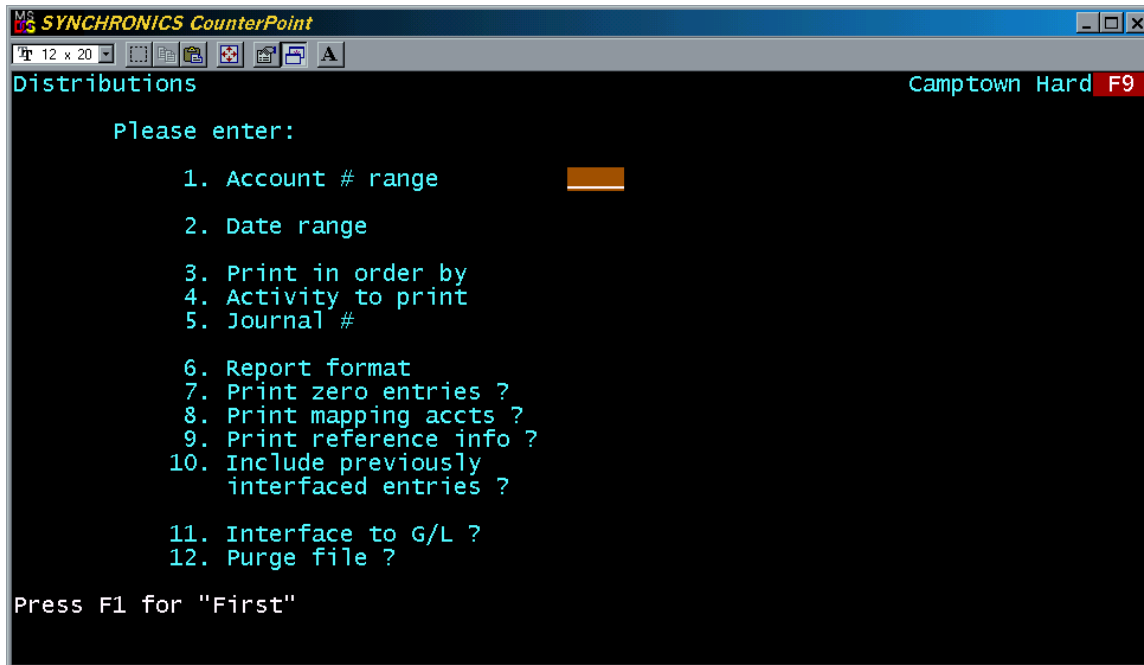 MS SYNCHRONICS CounterPoint
Tr 12 x 20 A
Distributions Camptown Hard F9
Please enter:
1. Account # range
2. Date range
3. Print in order by
4. Activity to print
5. Journal #
6. Report format
7. Print zero entries ?
8. Print mapping accts ?
9. Print reference info ?
10. Include previously
interfaced entries ?
11. Interface to G/L ?
12. Purge file ?
Press F1 for "First"